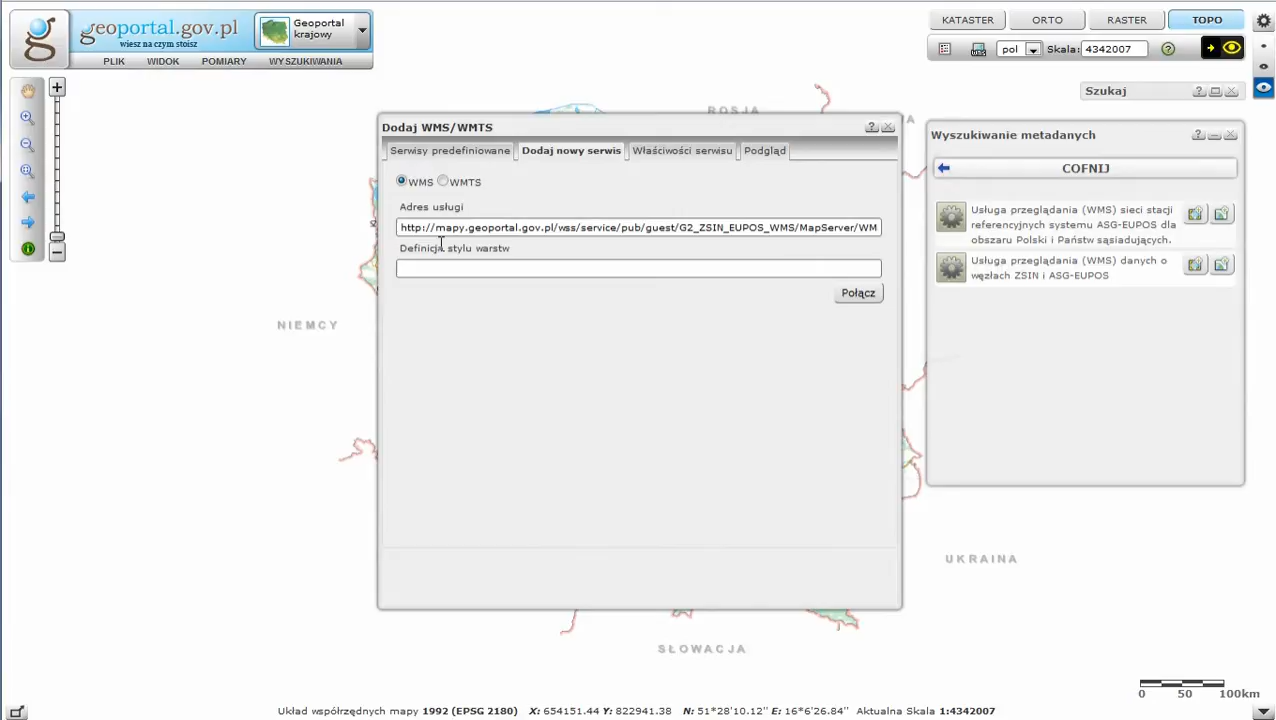 geoportal.gov.pl
wiesz na czym stoisz
Geoportal
krajowy
PLIK WIDOK POMIARY WYSZUKIWANIA
KATASTER ORTO RASTER TOPO
pol Skala: 4342007
Szukaj
ROSJA
A
Dodaj WMS/WMTS
Serwisy predefiniowane Dodaj nowy serwis Właściwości serwisu Podgląd
WMS WMTS
Adres usługi
http://mapy.geoportal.gov.pl/wss/service/pub/guest/G2_ZSIN_EUPOS_WMS/MapServer/WM
Definicja stylu warstw
Połącz
Wyszukiwanie metadanych
COFNIJ
Usługa przeglądania (WMS) sieci stacji
referencyjnych systemu ASG-EUPOS dla
obszaru Polski i Państw sąsiadujących.
Usługa przeglądania (WMS) danych o
węzłach ZSIN i ASG-EUPOS
NIEMCY
UKRAINA
SŁOWACJA
0 50 100km
Układ współrzędnych mapy 1992 (EPSG 2180) X: 654151.44 Y: 822941.38 N: 51°28'10.12" E: 16°6'26.84" Aktualna Skala 1:4342007